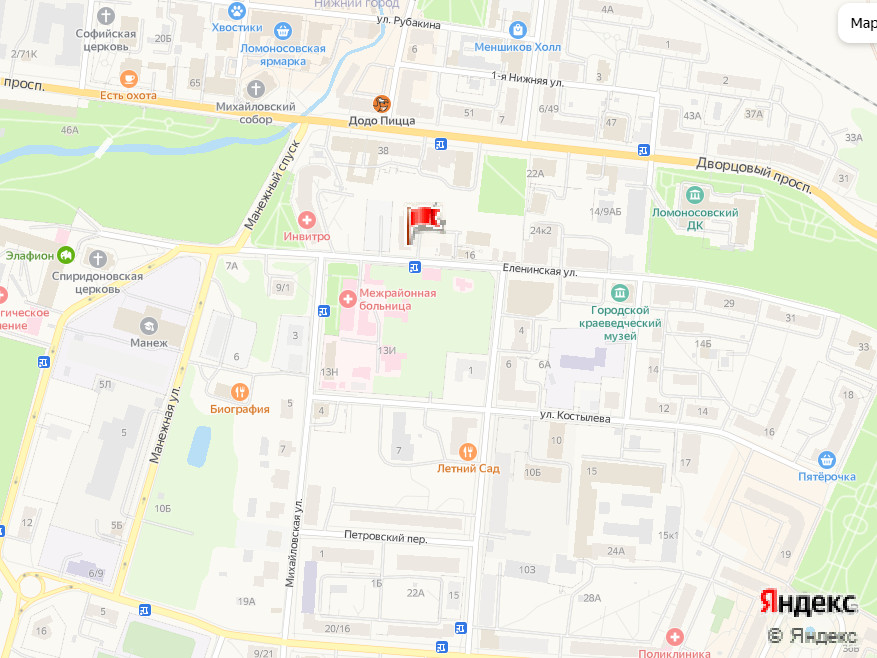 Нижний город
ул. Рубакина
Мар
Хвостики
Софийская
церковь
20Б
Ломоносовская
ярмарка
Меншиков Холл
2/71К
6
3
1-я Нижняя ул.
2
просп.
Есть охота
65
Михайловский
собор
Додо Пицца
51
7
6/49
47
43А
37А
33А
46А
Манежный спуск
38
22А
Дворцовый просп.
31
14/9АБ
Ломоносовский
ДК
24к2
Инвитро
Элафион
Спиридоновская
церковь
7А
16
Еленинская ул.
9/1
Межрайонная
больница
Городской
краеведческий
музей
29
31
гическое
ление
Манеж
3
4
14Б
33
13И
6
6
6А
14
13Н
1
5Л
Биография
5
4
ул. Костылева
12
14
18
Манежная ул.
5
7
10
16
Летний Сад
10Б
15
17
Пятёрочка
12
10Б
5Б
Михайловская ул.
Петровский пер.
15к1
1
24А
19
6/9
10З
1Б
22А
15
28А
19А
Яндекс
© Яндекс
16
20/16
9/21
Поликлиника
36В